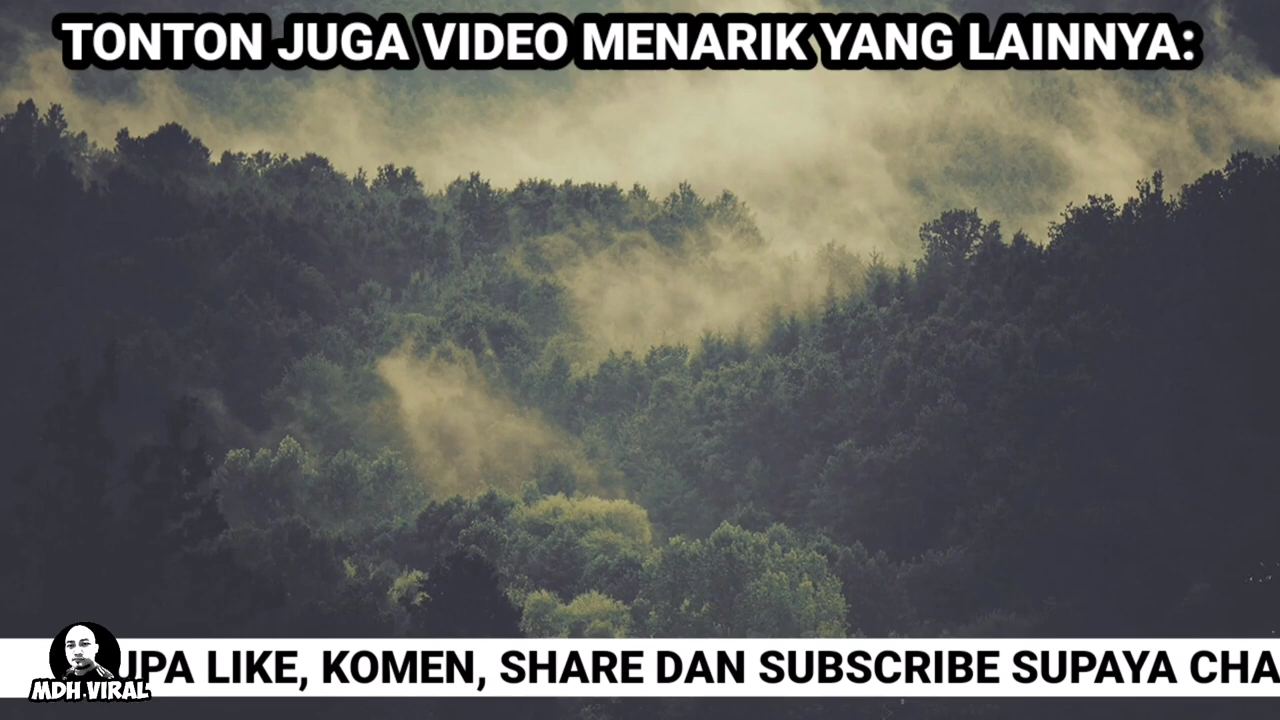 TONTON JUGA VIDEO MENARIK YANG LAINNYA:
UPA LIKE, KOMEN, SHARE DAN SUBSCRIBE SUPAYA CHA
MDH VIRAL